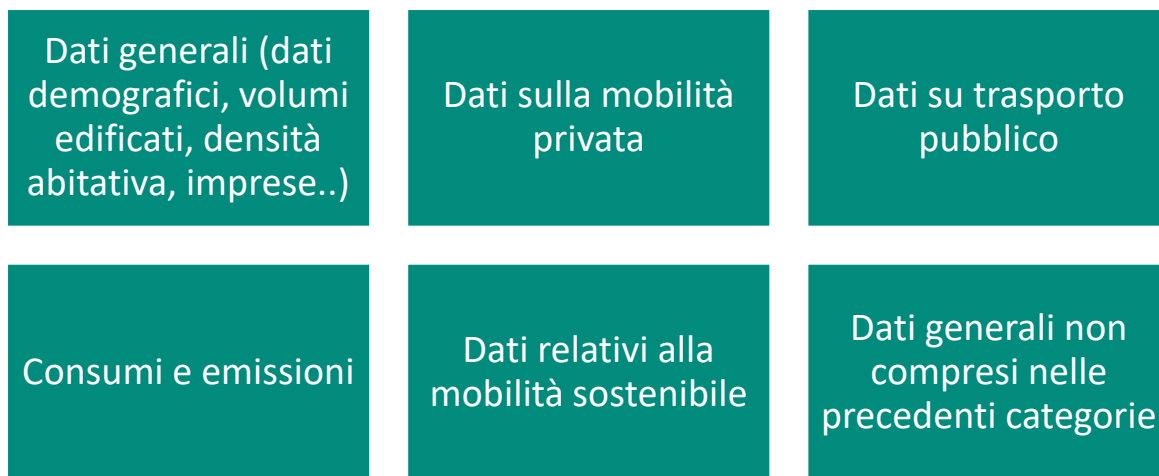 Dati generali (dati
demografici, volumi
edificati, densità
abitativa, imprese..)
Dati sulla mobilità
privata
Dati su trasporto
pubblico
Consumi e emissioni
Dati relativi alla
mobilità sostenibile
Dati generali non
compresi nelle
precedenti categorie